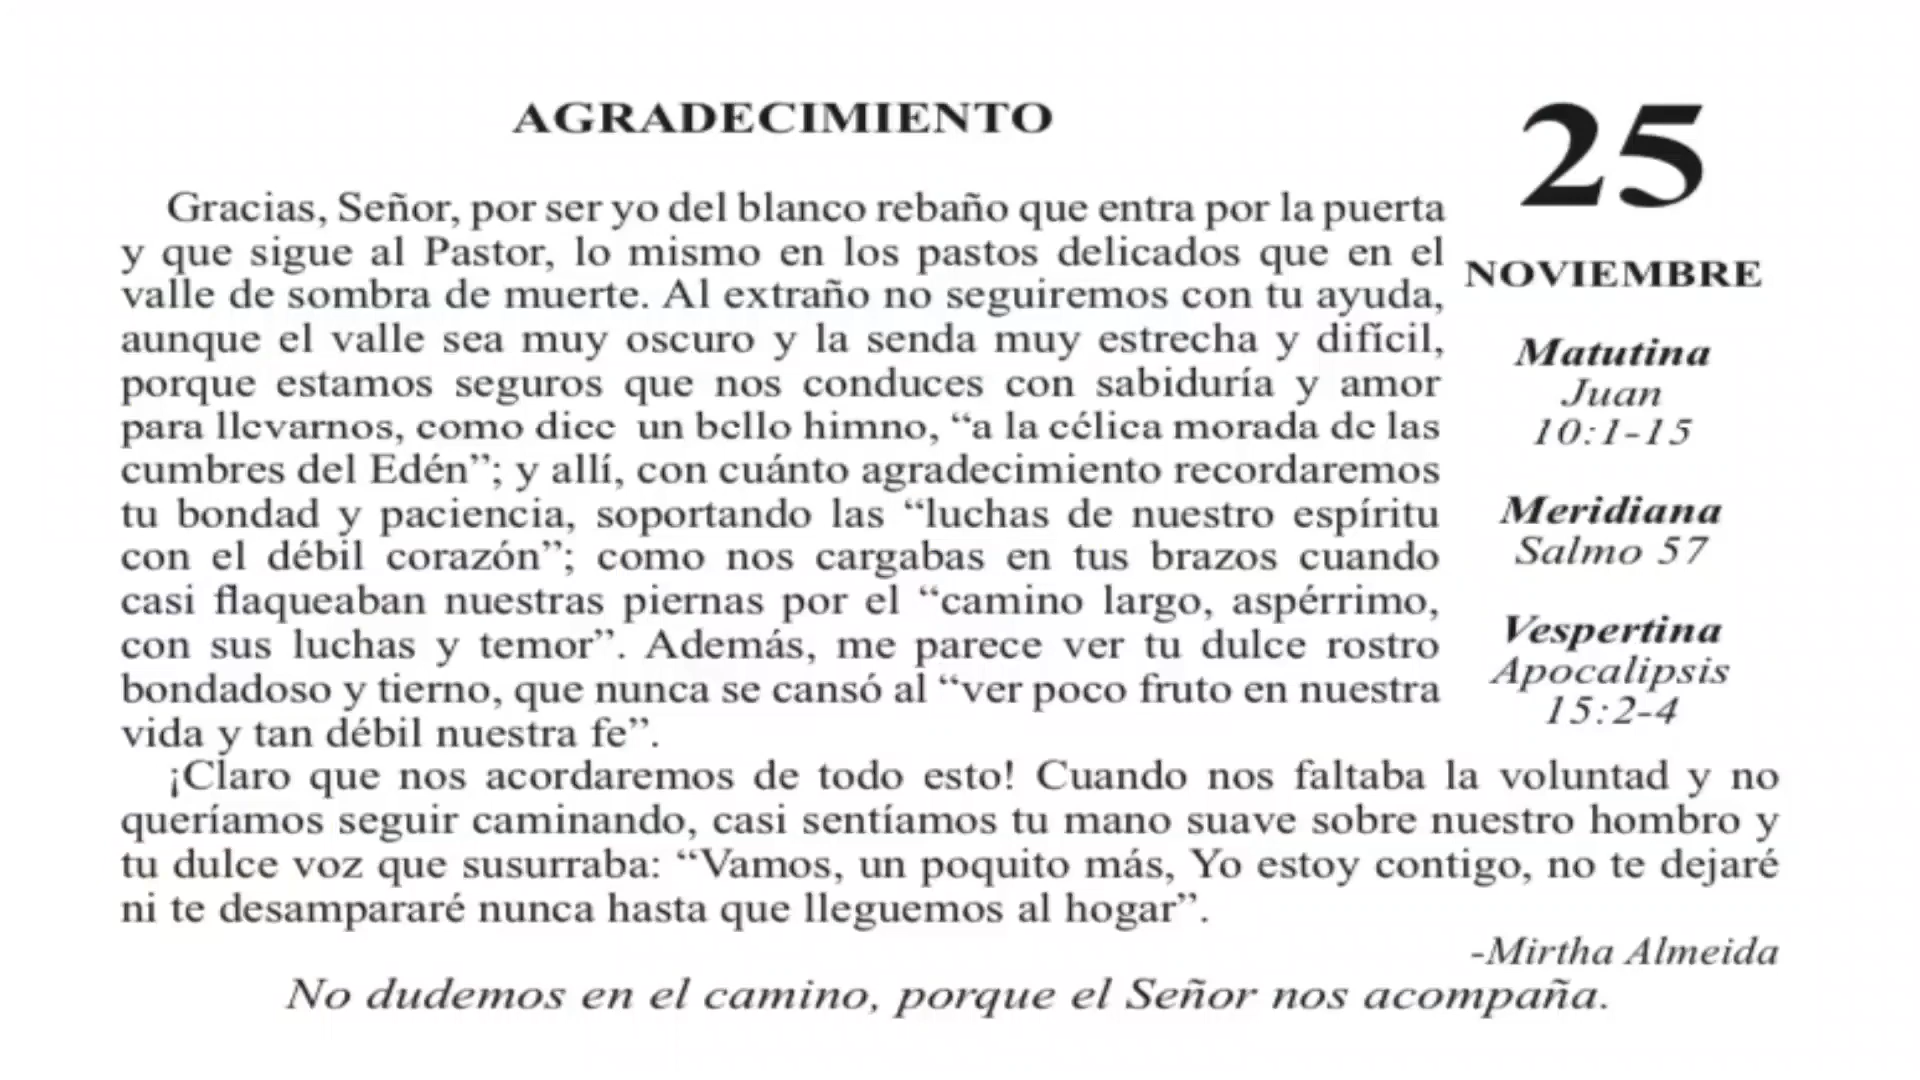 AGRADECIMIENTO
Gracias, Señor, por ser yo del blanco rebaño que entra por la puerta
y que sigue al Pastor, lo mismo en los pastos delicados que en el
valle de sombra de muerte. Al extraño no seguiremos con tu ayuda,
aunque el valle sea muy oscuro y la senda muy estrecha y difícil,
porque estamos seguros que nos conduces con sabiduría y amor
para llevarnos, como dice un bello himno, “a la célica morada de las
cumbres del Edén”; y allí, con cuánto agradecimiento recordaremos
tu bondad y paciencia, soportando las “luchas de nuestro espíritu
con el débil corazón”; como nos cargabas en tus brazos cuando
casi flaqueaban nuestras piernas por el “camino largo, aspérrimo,
con sus luchas y temor”. Además, me parece ver tu dulce rostro
bondadoso y tierno, que nunca se cansó al “ver poco fruto en nuestra
vida y tan débil nuestra fe”.
¡Claro que nos acordaremos de todo esto! Cuando nos faltaba la voluntad y no
queríamos seguir caminando, casi sentíamos tu mano suave sobre nuestro hombro y
tu dulce voz que susurraba: “Vamos, un poquito más, Yo estoy contigo, no te dejaré
ni te desampararé nunca hasta que lleguemos al hogar”.
-Mirtha Almeida
No dudemos en el camino, porque el Señor nos acompaña.
25
NOVIEMBRE
Matutina
Juan
10:1-15
Meridiana
Salmo 57
Vespertina
Apocalipsis
15:2-4